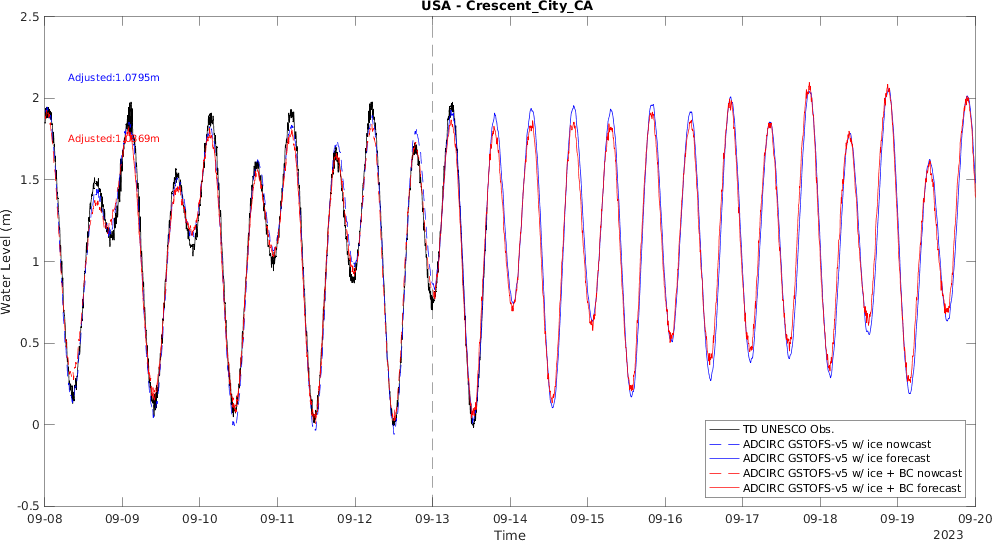 USA - Crescent_City_CA
2.5
2
1.5
1
0.5
0
-0.5
Water Level (m)
Adjusted:1.0795m
TD UNESCO Obs.
ADCIRC GSTOFS-v5 w/ ice nowcast
ADCIRC GSTOFS-v5 w/ ice forecast
ADCIRC GSTOFS-v5 w/ ice + BC nowcast
ADCIRC GSTOFS-v5 w/ ice + BC forecast
09-08 09-09 09-10 09-11 09-12 09-13 09-14 09-15 09-16 09-17 09-18 09-19 09-20
Time
2023